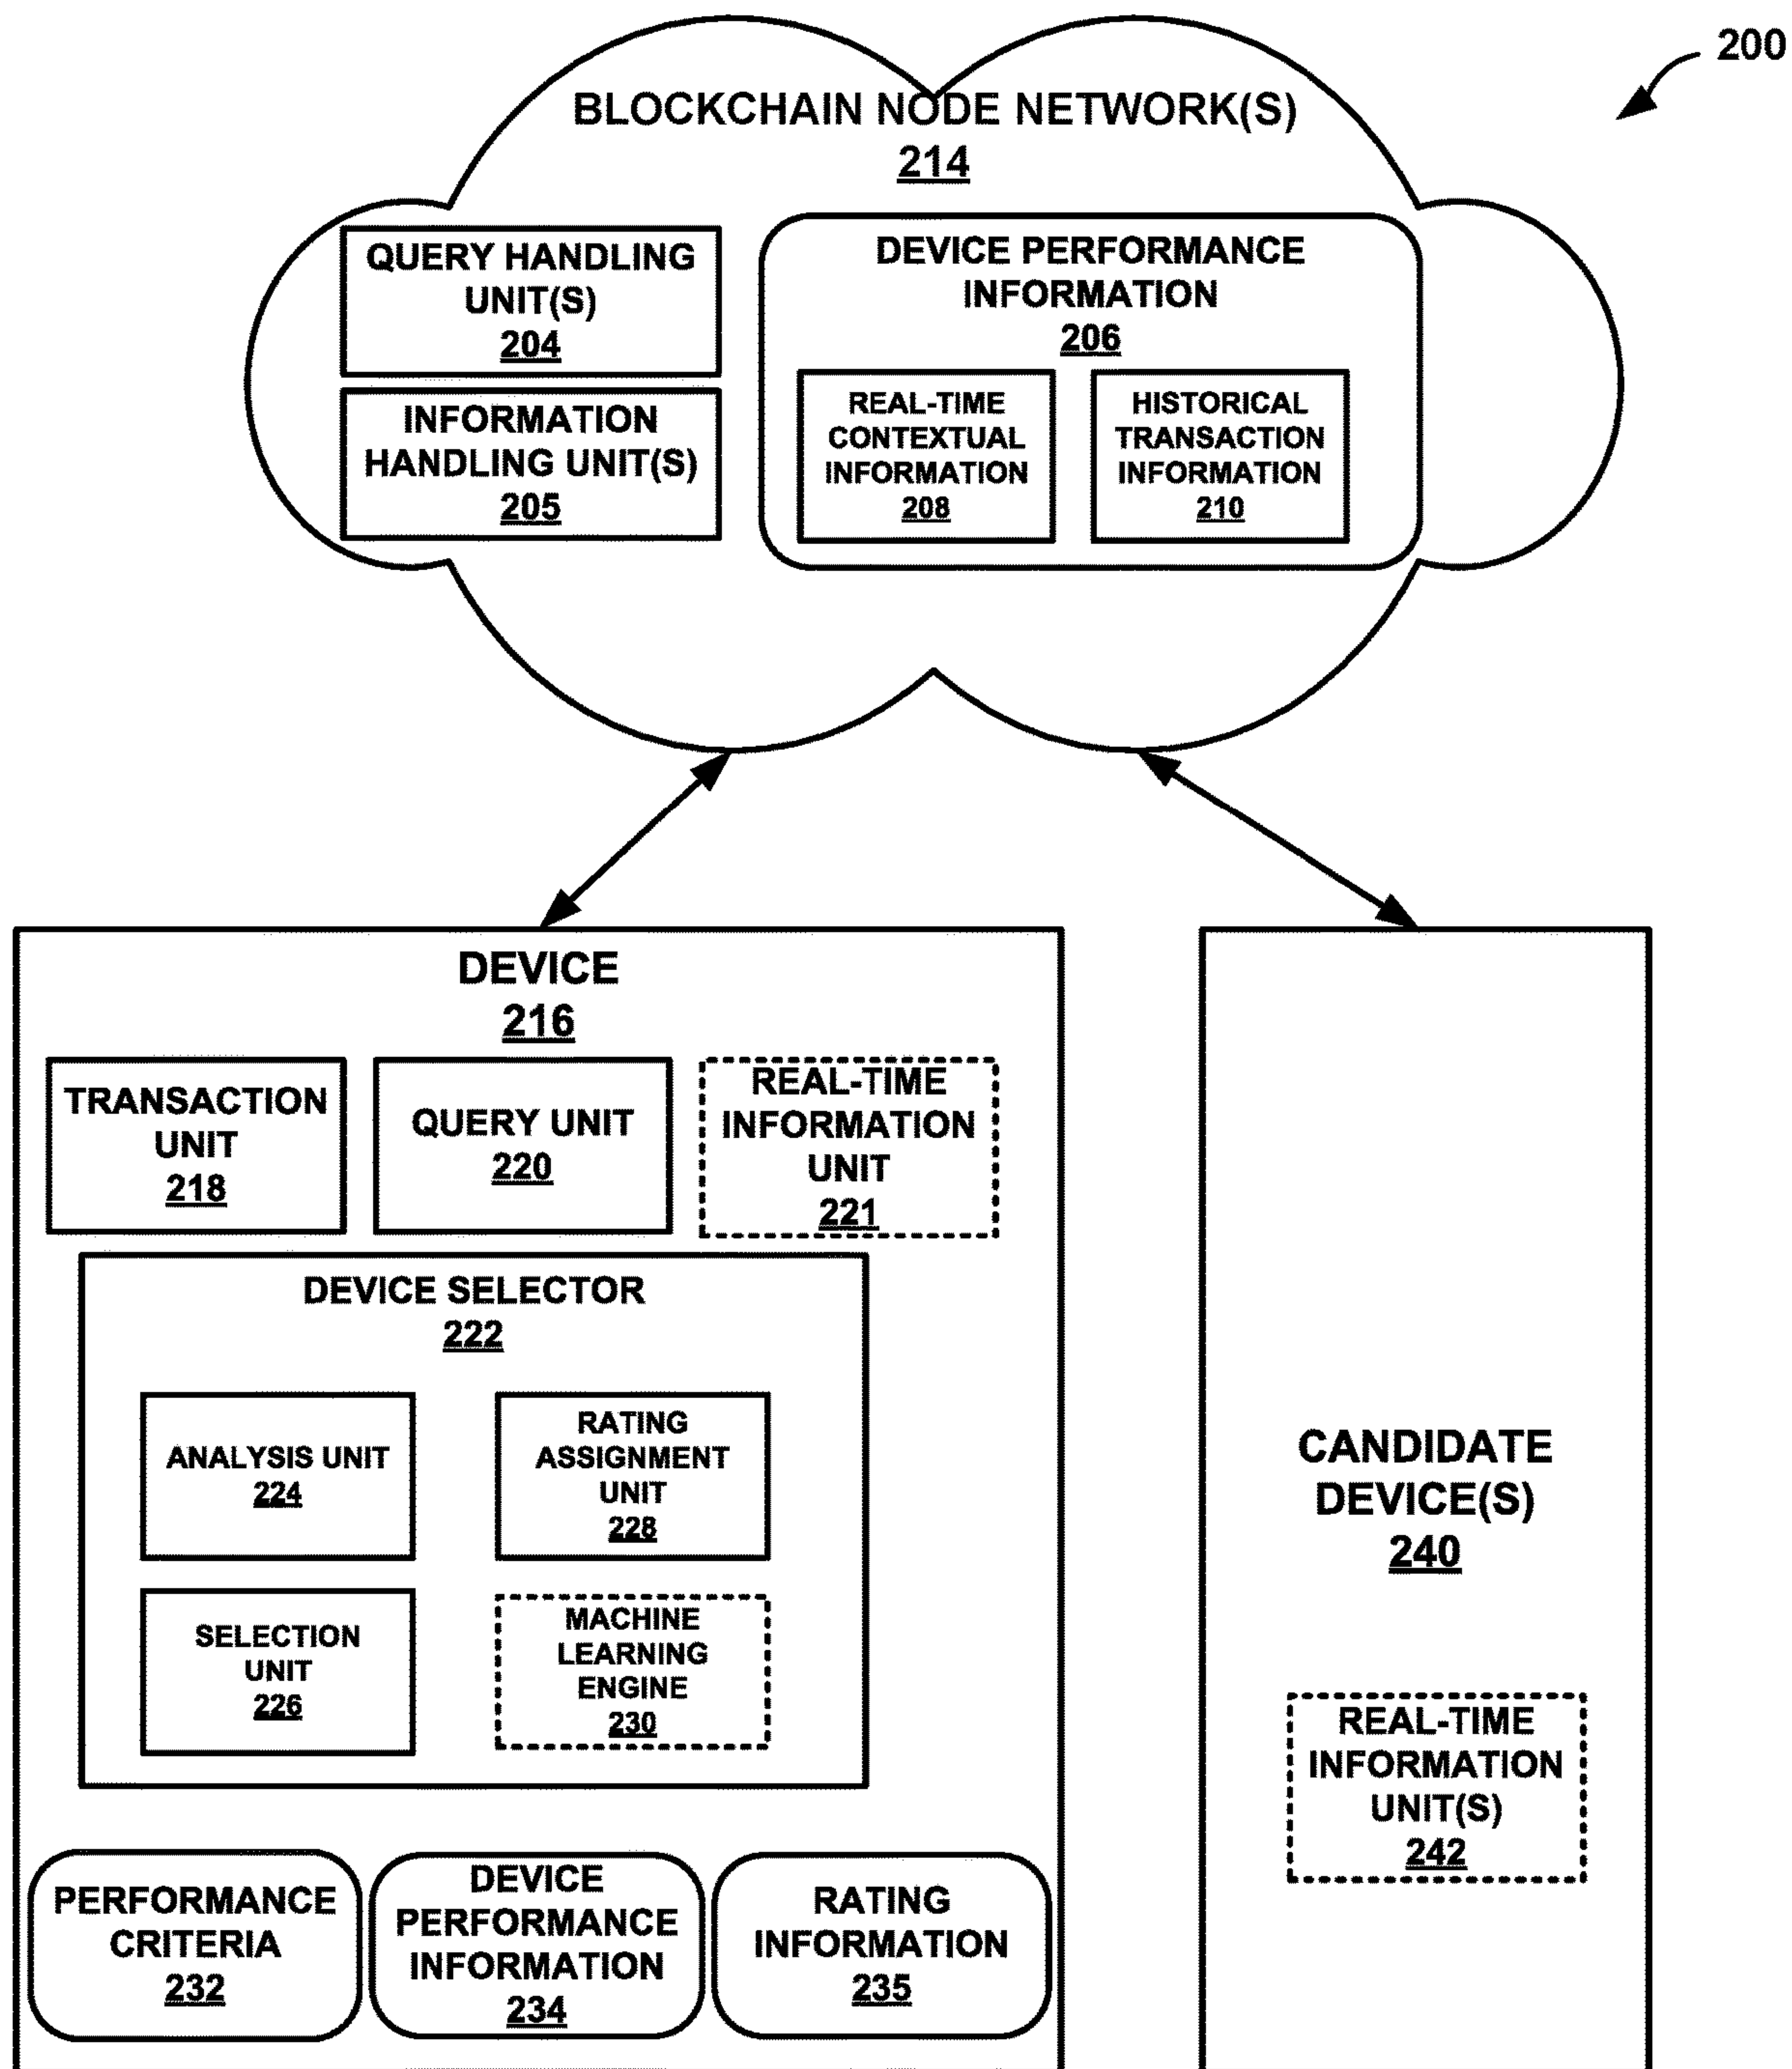 200
BLOCKCHAIN NODE NETWORK(S)
214
QUERY HANDLING
UNIT(S)
204
INFORMATION
HANDLING UNIT(S)
205
DEVICE PERFORMANCE
INFORMATION
206
REAL-TIME
CONTEXTUAL
INFORMATION
208
HISTORICAL
TRANSACTION
INFORMATION
210
DEVICE
216
TRANSACTION
UNIT
218
QUERY UNIT
220
REAL-TIME
INFORMATION
UNIT
221
DEVICE SELECTOR
222
ANALYSIS UNIT
224
RATING
ASSIGNMENT
UNIT
228
SELECTION
UNIT
226
MACHINE
LEARNING
ENGINE
230
PERFORMANCE
CRITERIA
232
DEVICE
PERFORMANCE
INFORMATION
234
RATING
INFORMATION
235
CANDIDATE
DEVICE(S)
240
REAL-TIME
INFORMATION
UNIT(S)
242